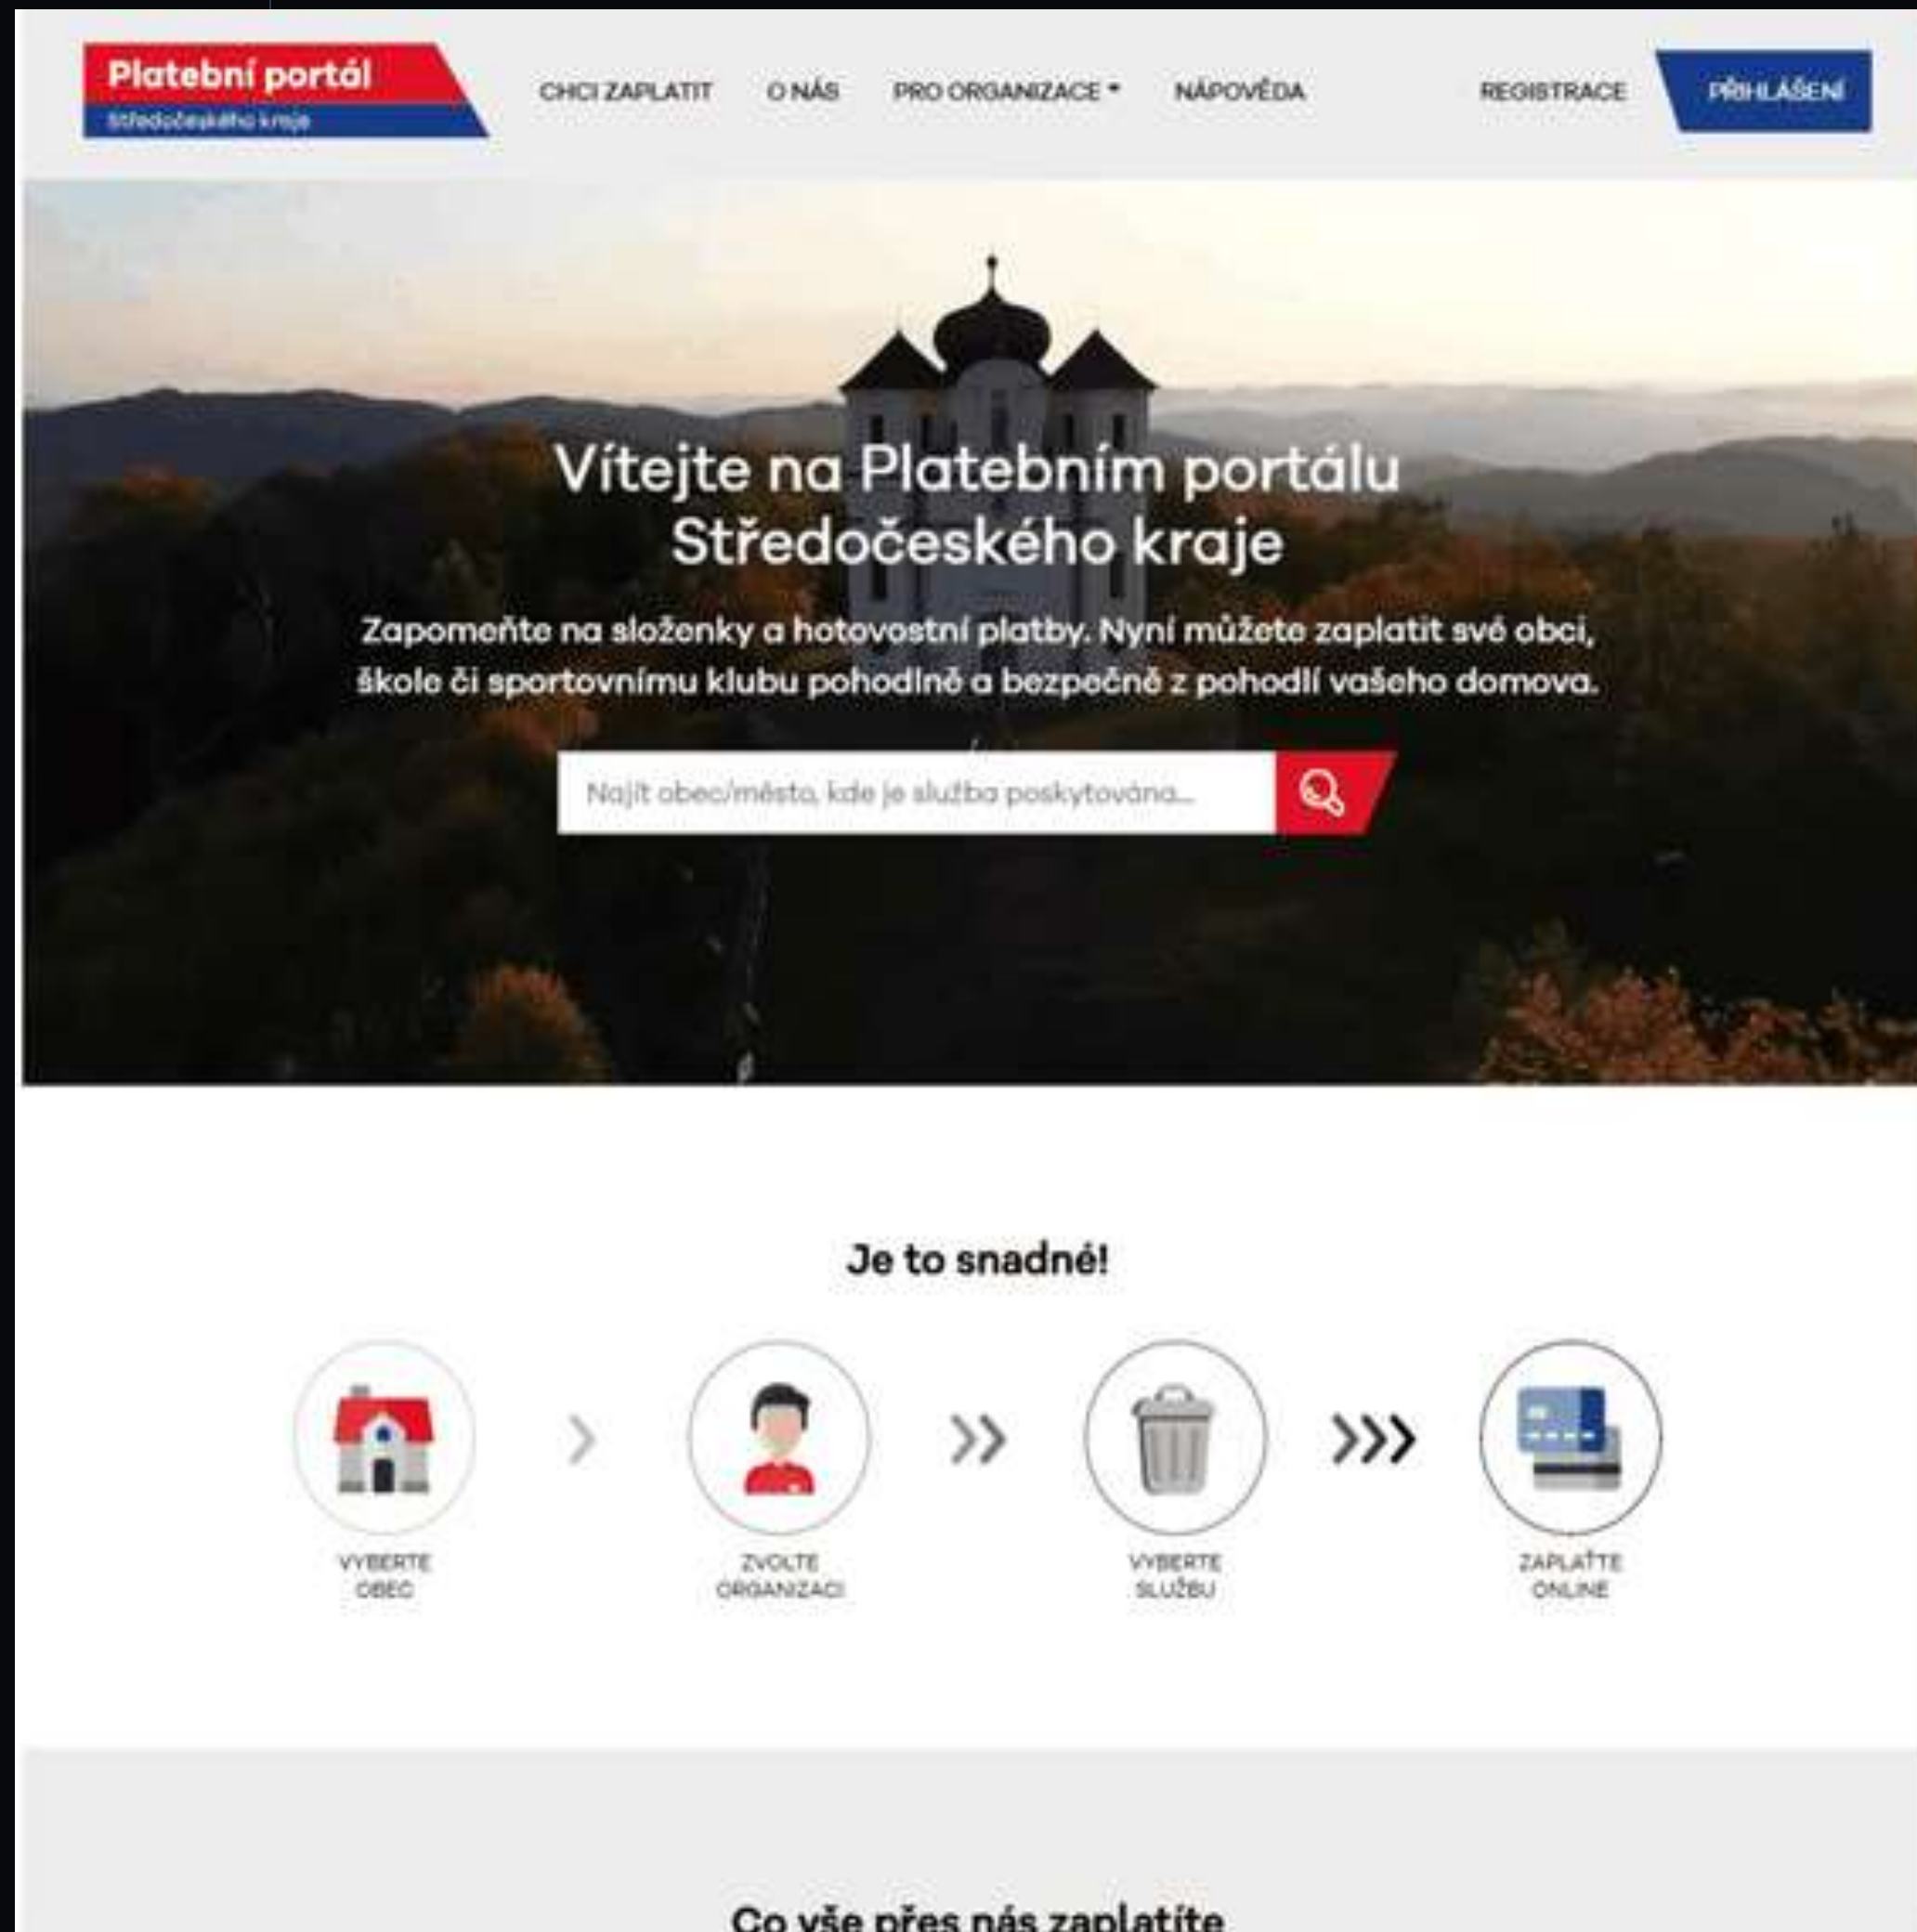 Platební portál
Středočeského kraje
CHCI ZAPLATIT
O NÁS
PRO ORGANIZACE
NÁPOVĚDA
REGISTRACE
PŘIHLÁŠENÍ
Vítejte na Platebním portálu
Středočeského kraje
Zapomeňte na složenky a hotovostní platby. Nyní můžete zaplatit své obci,
škole či sportovnímu klubu pohodlně a bezpečně z pohodlí vašeho domova.
Najít obec/město, kde je služba poskytována...
Je to snadné!
VYBERTE
OBEC
ZVOLTE
ORGANIZACI
VYBERTE
SLUŽBU
ZAPLAŤTE
ONLINE
Co vše přes nás zaplatíte